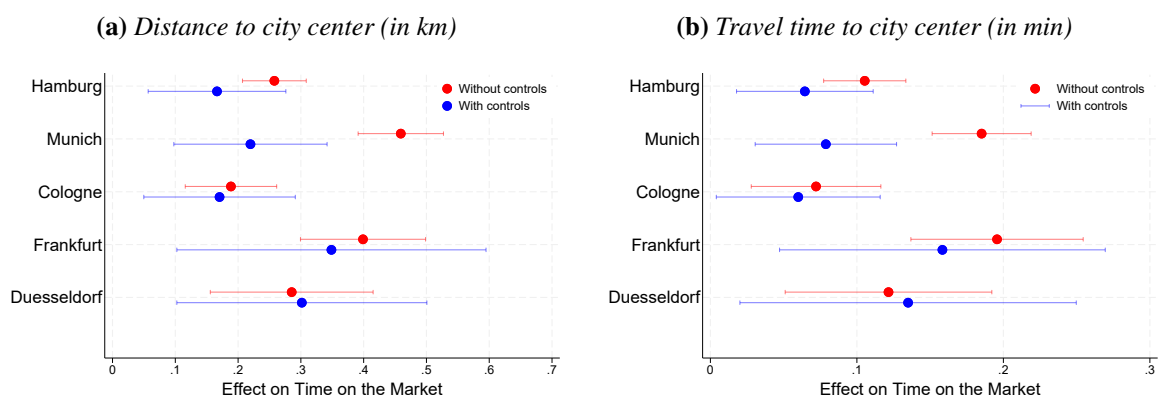 (a) Distance to city center (in km)
Hamburg
Munich
Cologne
Frankfurt
Duesseldorf
Without controls
With controls
0 .1 .2 .3 .4 .5 .6 .7
Effect on Time on the Market
(b) Travel time to city center (in min)
Hamburg
Munich
Cologne
Frankfurt
Duesseldorf
Without controls
With controls
0 .1 .2 .3
Effect on Time on the Market